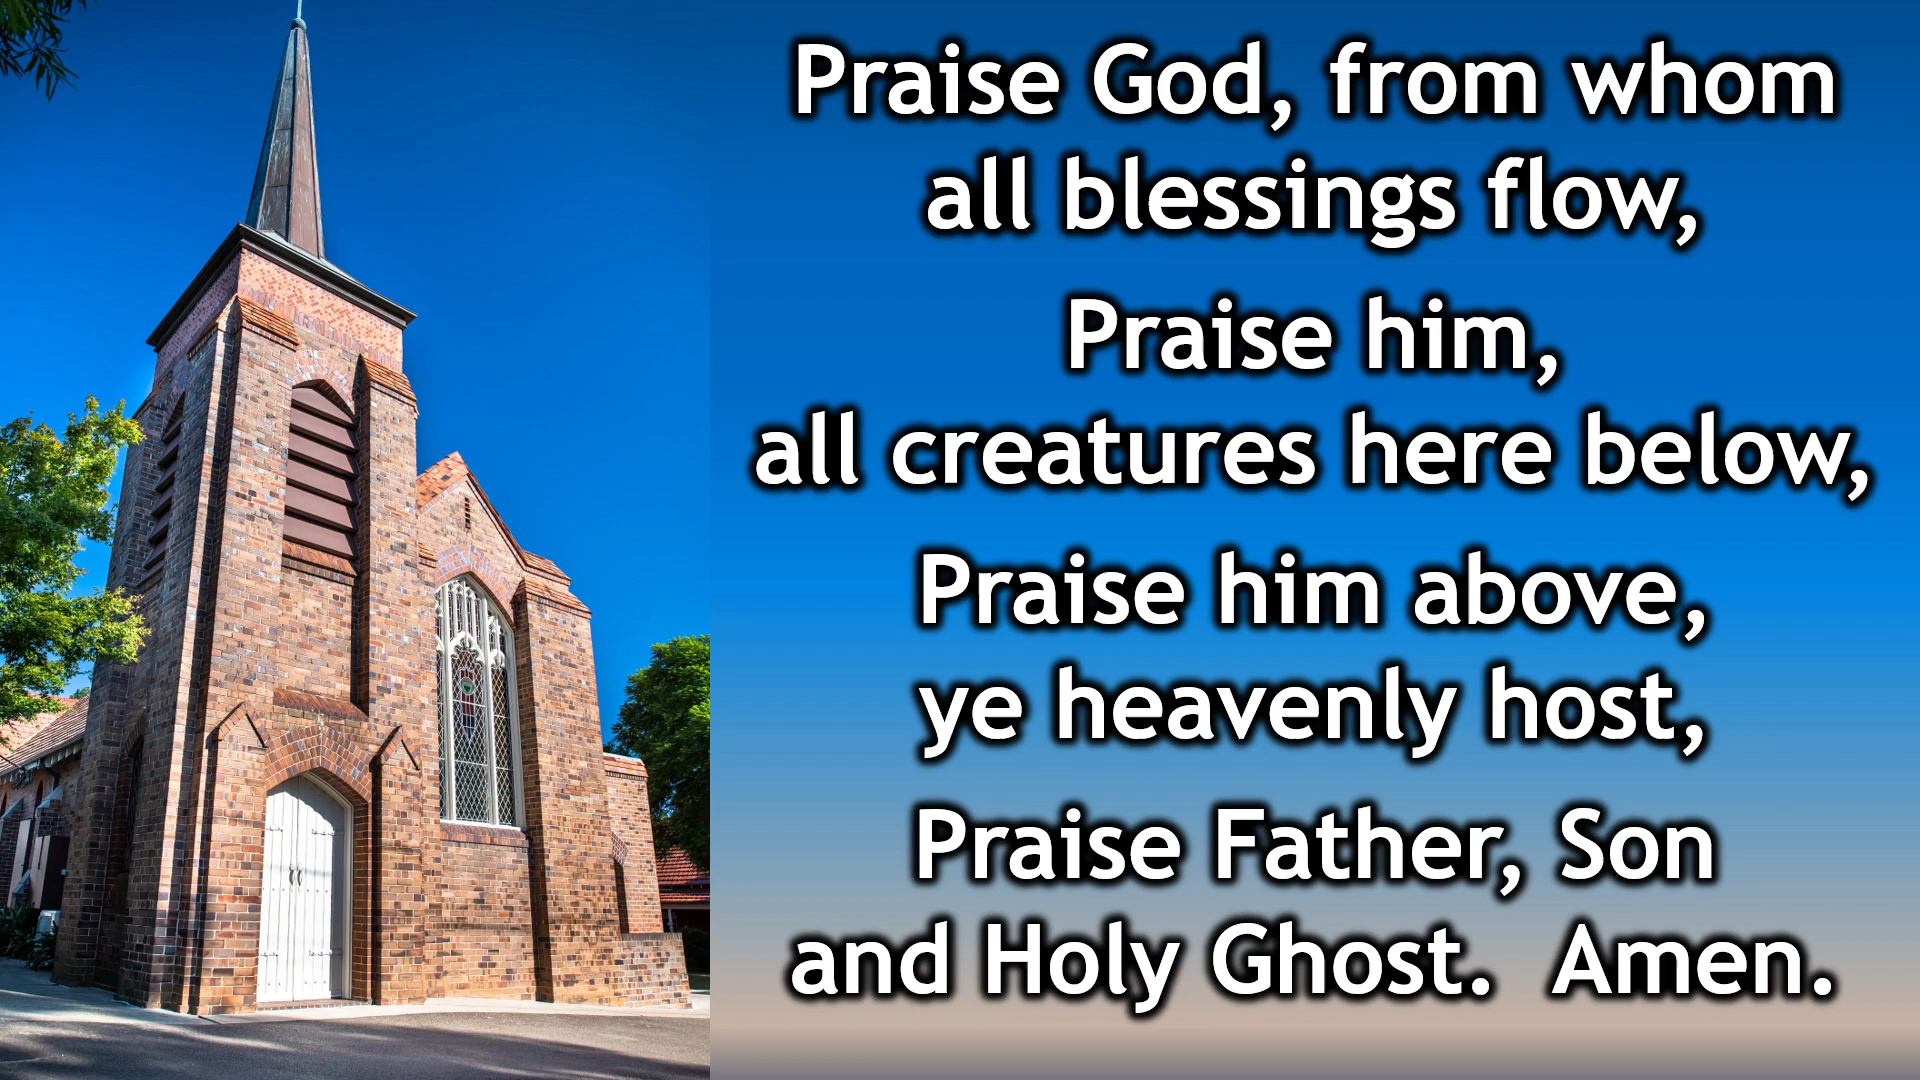 Praise God, from whom
all blessings flow,
Praise him,
all creatures here below,
Praise him above,
ye heavenly host,
Praise Father, Son
and Holy Ghost.  Amen.